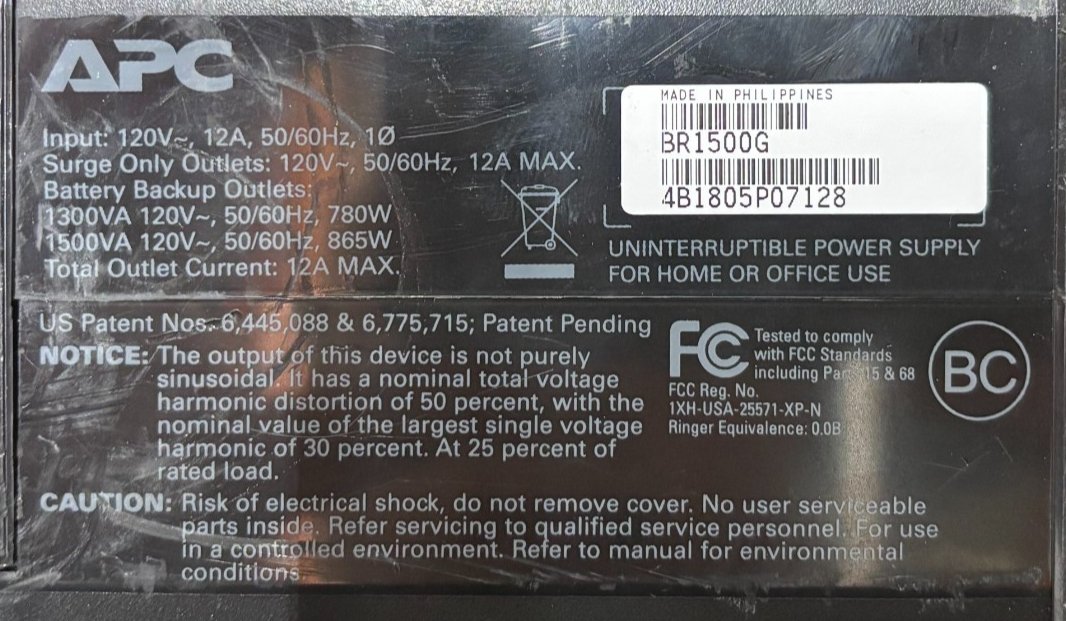 APC
Input: 120V~, 12A, 50/60Hz, 1Ø
Surge Only Outlets: 120V~, 50/60Hz, 12A MAX.
Battery Backup Outlets:
1300VA 120V~, 50/60Hz, 780W
1500VA 120V~, 50/60Hz, 865W
Total Outlet Current: 12A MAX.
MADE IN PHILIPPINES
BR1500G
4B1805P07128
UNINTERRUPTIBLE POWER SUPPLY
FOR HOME OR OFFICE USE
US Patent Nos. 6,445,088 & 6,775,715; Patent Pending
NOTICE: The output of this device is not purely
sinusoidal. It has a nominal total voltage
harmonic distortion of 50 percent, with the
nominal value of the largest single voltage
harmonic of 30 percent. At 25 percent of
rated load.
FC
Tested to comply
with FCC Standards
including Part 15 & 68
FCC Reg. No.
1XH-USA-25571-XP-N
Ringer Equivalence: 0.0B
BC
CAUTION: Risk of electrical shock, do not remove cover. No user serviceable
parts inside. Refer servicing to qualified service personnel. For use
in a controlled environment. Refer to manual for environmental
conditions.